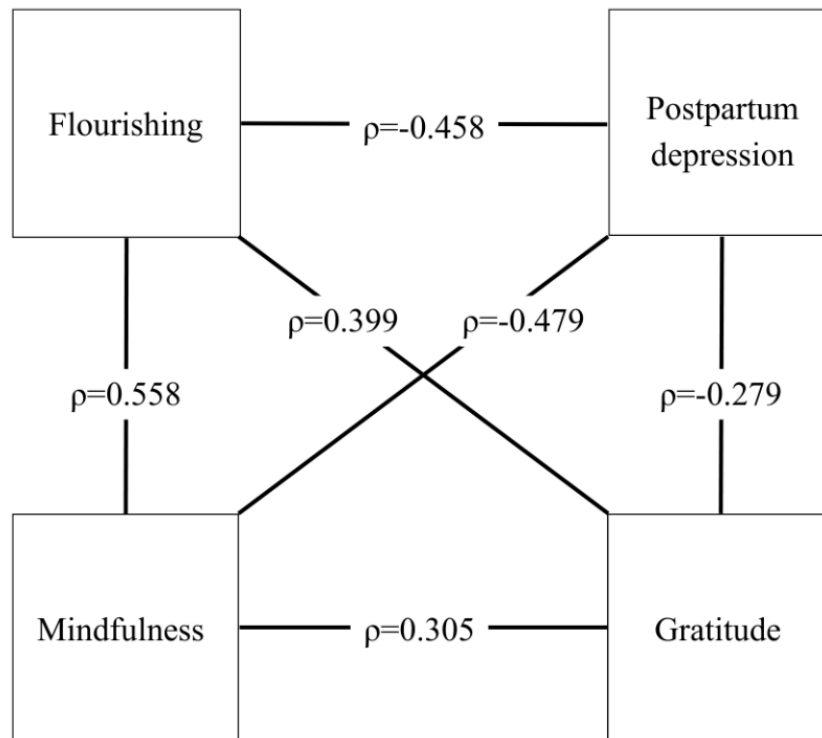 Flourishing
ρ=-0.458
Postpartum
depression
ρ=0.399
ρ=-0.479
ρ=0.558
ρ=-0.279
Mindfulness
ρ=0.305
Gratitude